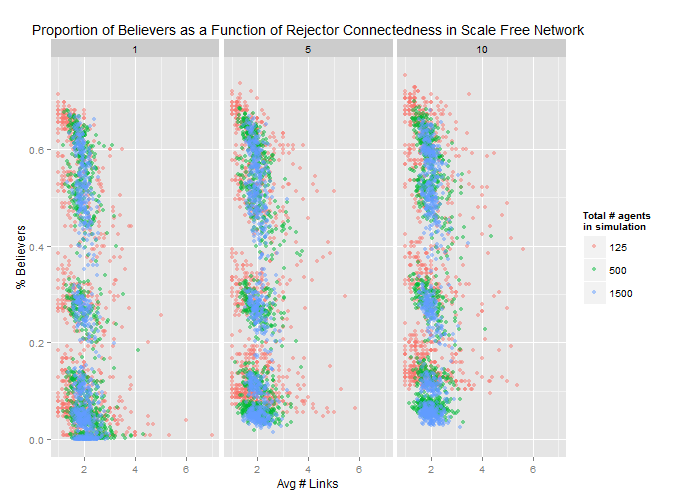 Proportion of Believers as a Function of Rejector Connectedness in Scale Free Network
1 5 10
% Believers
0.6
0.4
0.2
0.0
2 4 6 2 4 6 2 4 6
Avg # Links
Total # agents
in simulation
125
500
1500